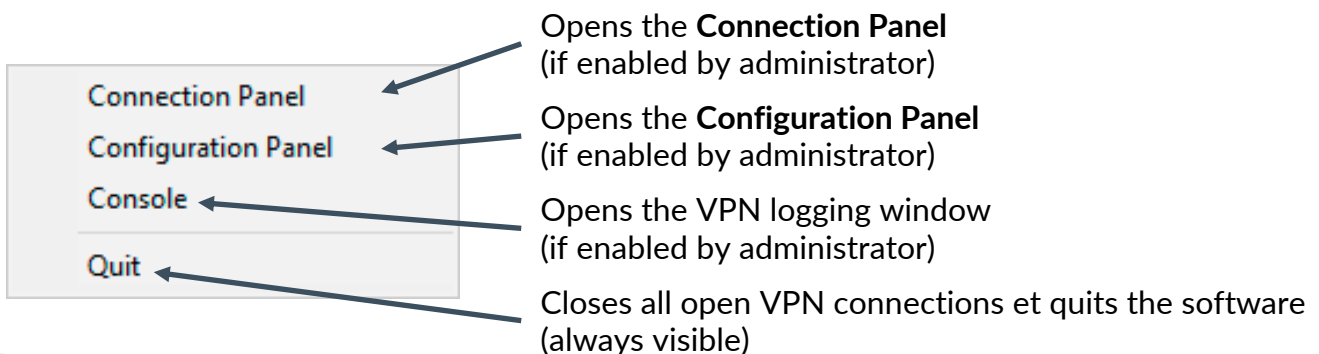 Connection Panel
Configuration Panel
Console
Quit
Opens the Connection Panel
(if enabled by administrator)
Opens the Configuration Panel
(if enabled by administrator)
Opens the VPN logging window
(if enabled by administrator)
Closes all open VPN connections et quits the software
(always visible)